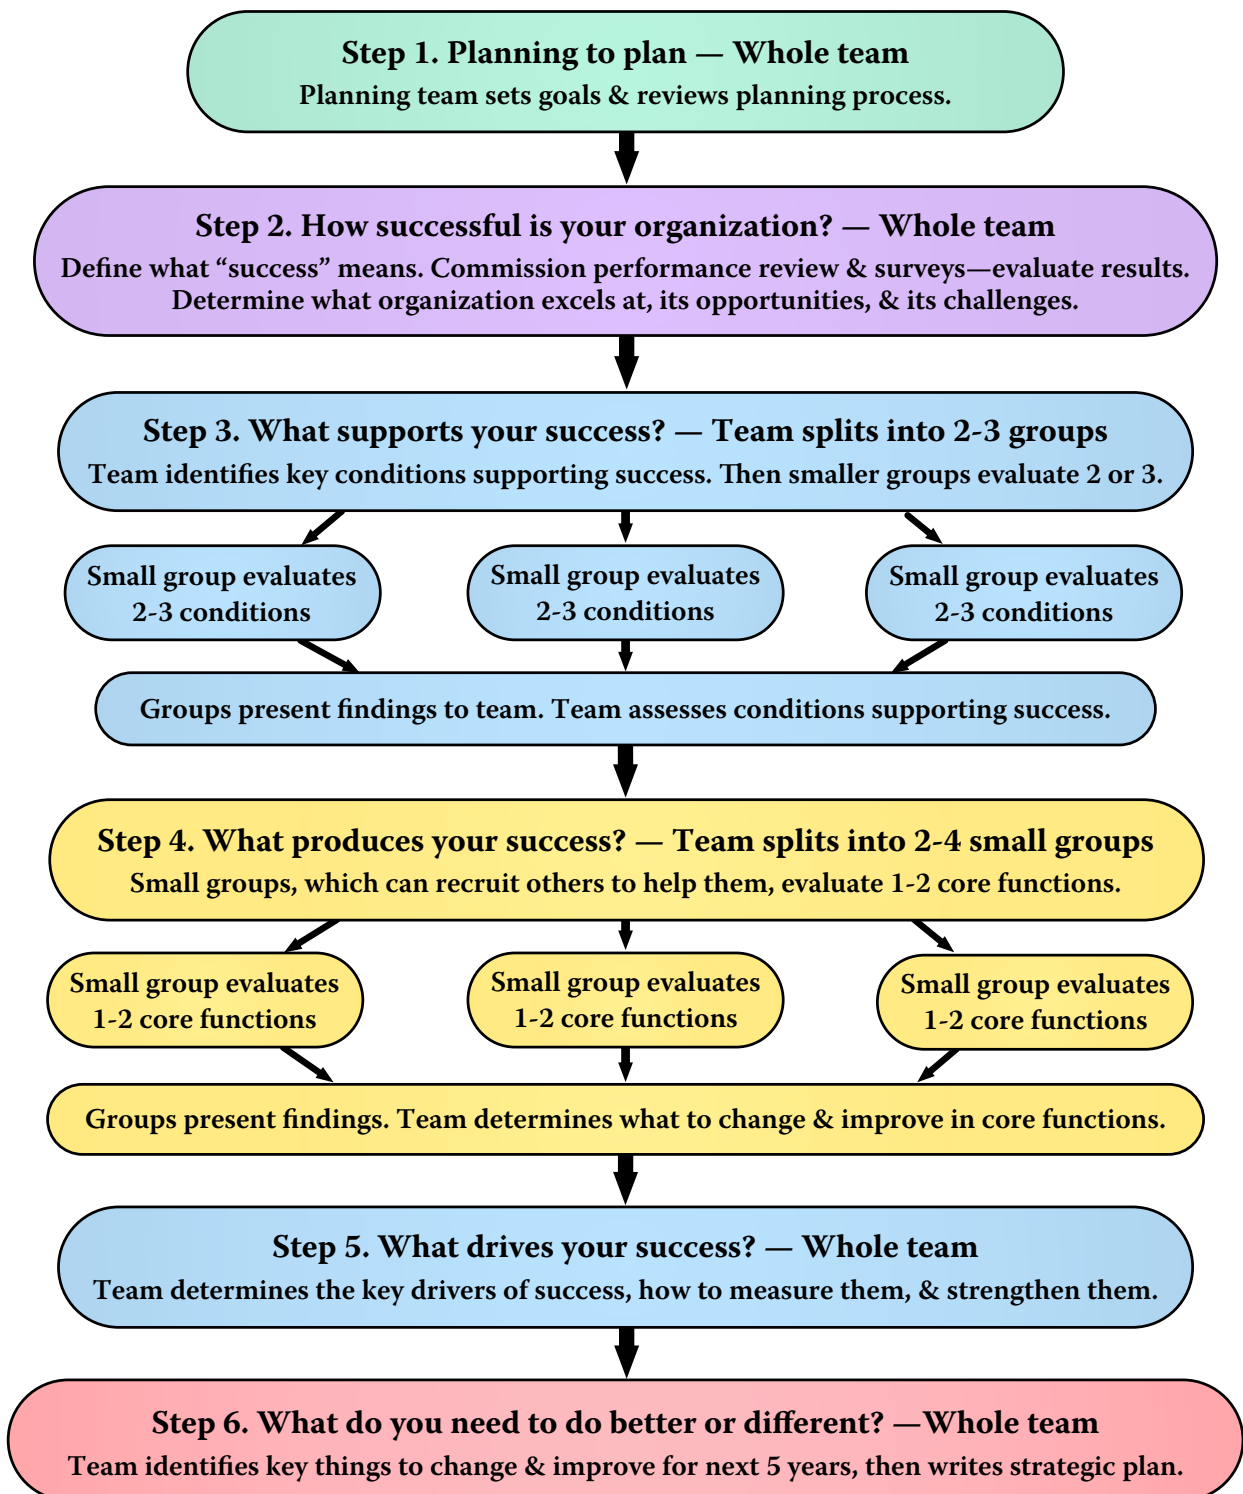 Step 1. Planning to plan — Whole team
Planning team sets goals & reviews planning process.
Step 2. How successful is your organization? — Whole team
Define what “success” means. Commission performance review & surveys—evaluate results.
Determine what organization excels at, its opportunities, & its challenges.
Step 3. What supports your success? — Team splits into 2-3 groups
Team identifies key conditions supporting success. Then smaller groups evaluate 2 or 3.
Small group evaluates
2-3 conditions
Small group evaluates
2-3 conditions
Small group evaluates
2-3 conditions
Groups present findings to team. Team assesses conditions supporting success.
Step 4. What produces your success? — Team splits into 2-4 small groups
Small groups, which can recruit others to help them, evaluate 1-2 core functions.
Small group evaluates
1-2 core functions
Small group evaluates
1-2 core functions
Small group evaluates
1-2 core functions
Groups present findings. Team determines what to change & improve in core functions.
Step 5. What drives your success? — Whole team
Team determines the key drivers of success, how to measure them, & strengthen them.
Step 6. What do you need to do better or different? —Whole team
Team identifies key things to change & improve for next 5 years, then writes strategic plan.